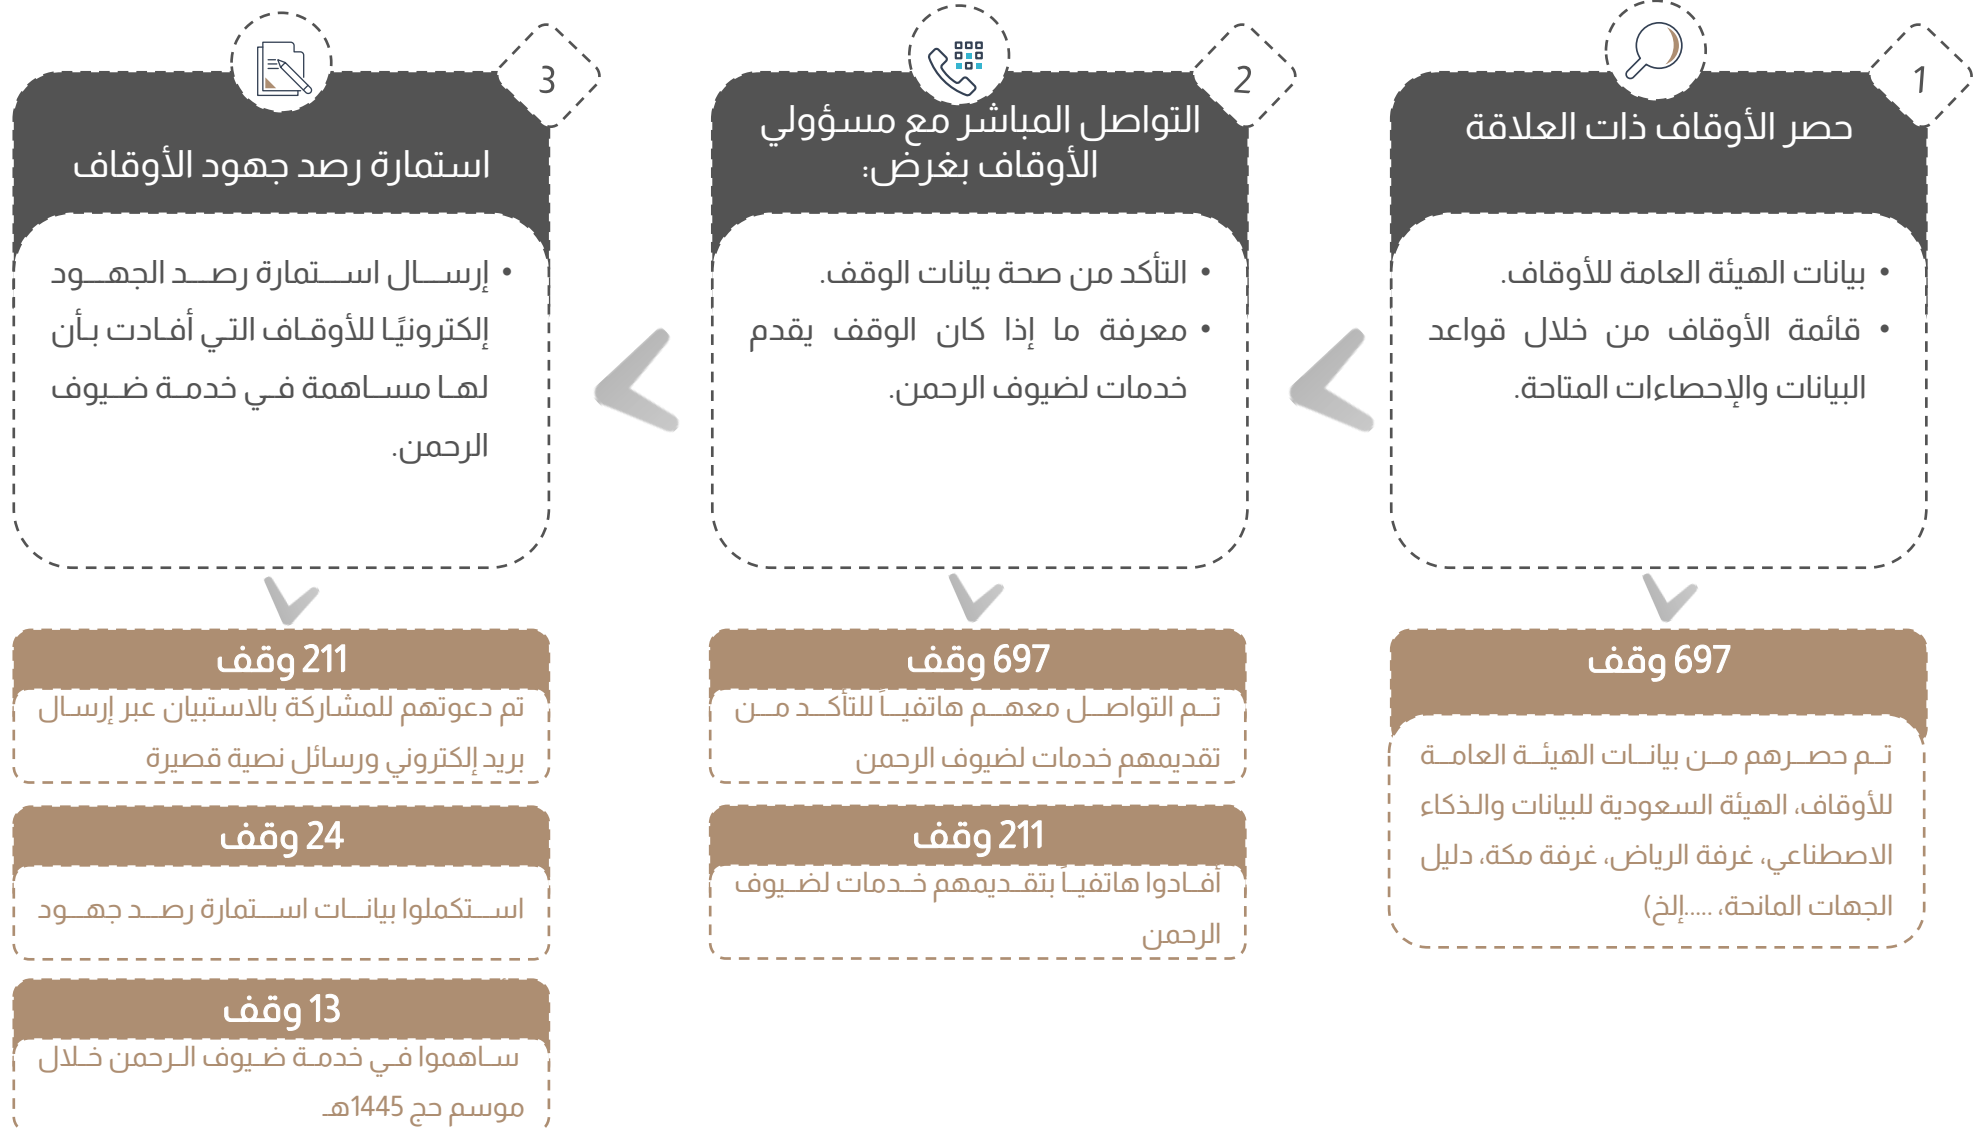 1
حصر الأوقاف ذات العلاقة
• بيانات الهيئة العامة للأوقاف.
• قائمة الأوقاف من خلال قواعد
البيانات والإحصاءات المتاحة.
697 وقف
تم حصرهم من بيانات الهيئة العامة
للأوقاف، الهيئة السعودية للبيانات والذكاء
الاصطناعي، غرفة الرياض، غرفة مكة، دليل
الجهات المانحة، .....إلخ)
2
التواصل المباشر مع مسؤولي
الأوقاف بغرض:
• التأكد من صحة بيانات الوقف.
• معرفة ما إذا كان الوقف يقدم
خدمات لضيوف الرحمن.
697 وقف
تم التواصل معهم هاتفياً للتأكد من
تقديمهم خدمات لضيوف الرحمن
211 وقف
أفادوا هاتفياً بتقديمهم خدمات لضيوف
الرحمن
3
استمارة رصد جهود الأوقاف
• إرسال استمارة رصد الجهود
إلكترونيًا للأوقاف التي أفادت بأن
لها مساهمة في خدمة ضيوف
الرحمن.
211 وقف
تم دعوتهم للمشاركة بالاستبيان عبر إرسال
بريد إلكتروني ورسائل نصية قصيرة
24 وقف
استكملوا بيانات استمارة رصد جهود
13 وقف
ساهموا في خدمة ضيوف الرحمن خلال
موسم حج 1445هـ